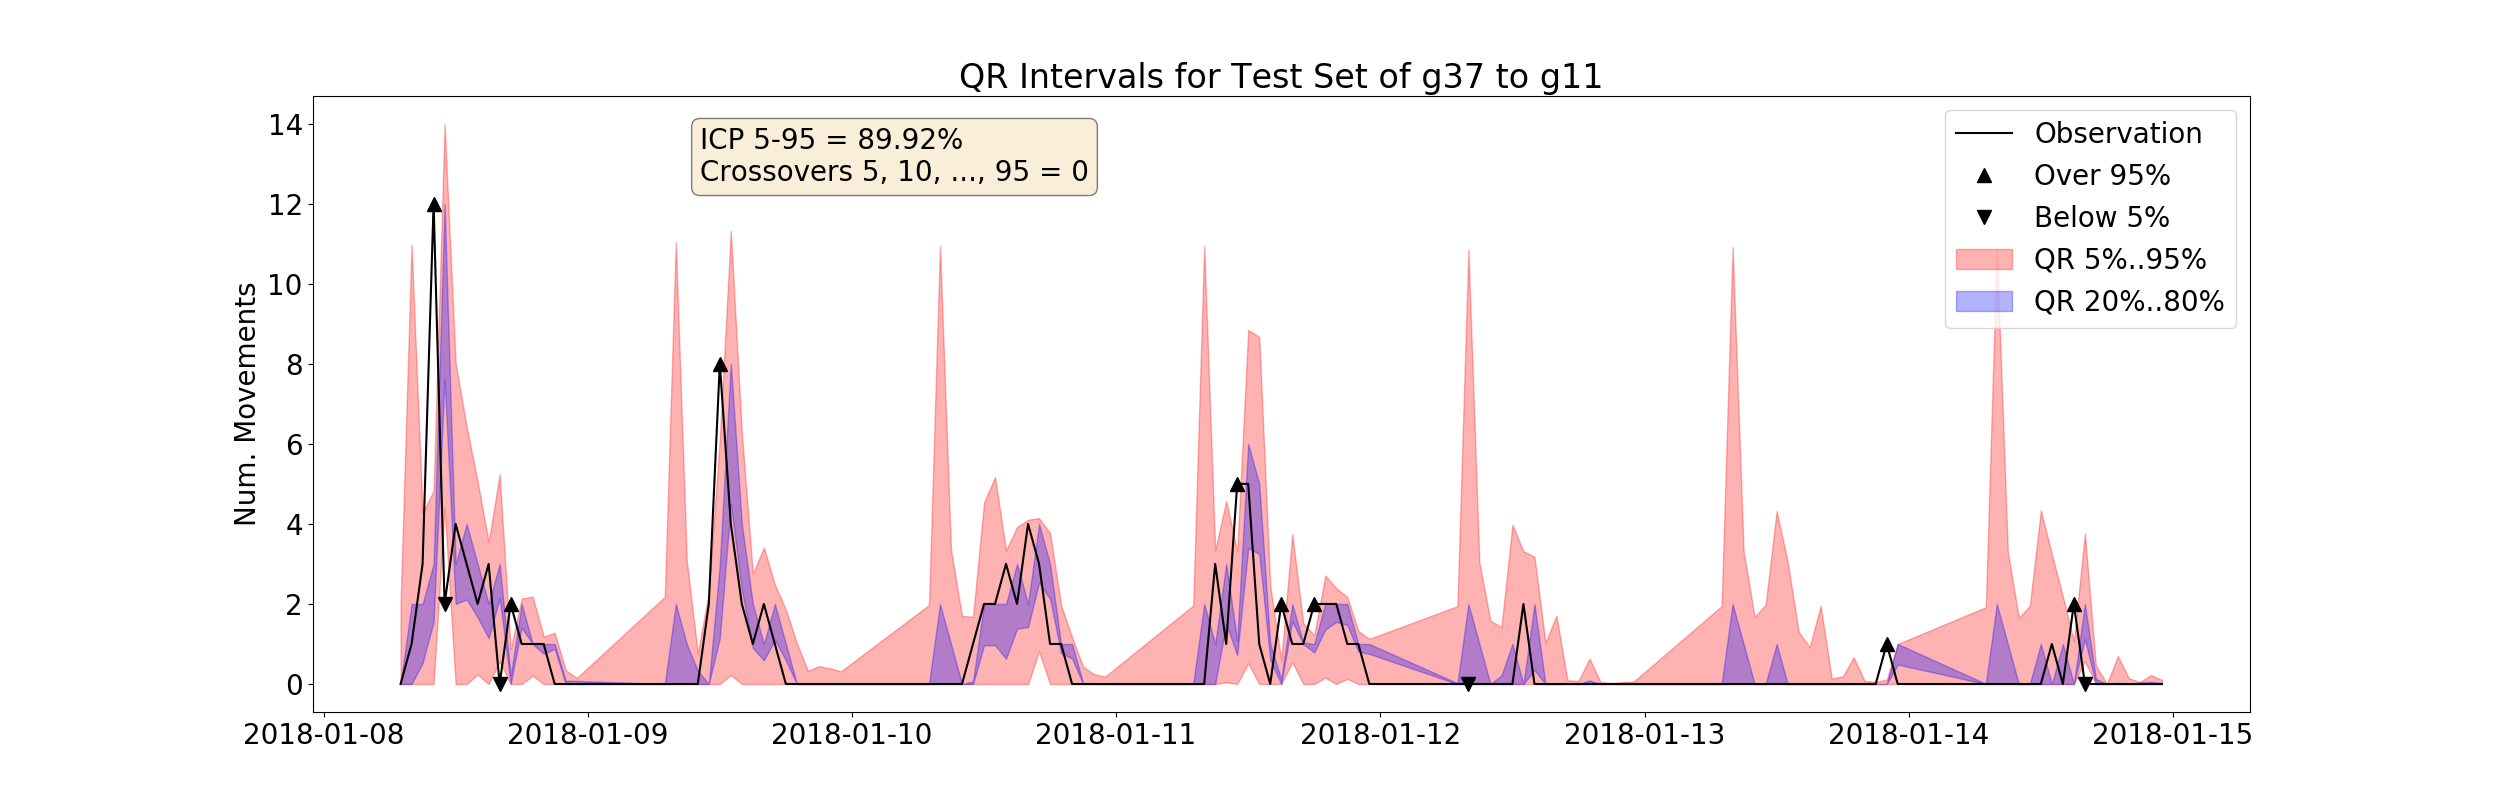 QR Intervals for Test Set of g37 to g11
ICP 5-95 = 89.92%
Crossovers 5, 10, ..., 95 = 0
Observation
Over 95%
Below 5%
QR 5%..95%
QR 20%..80%
Num. Movements
14
12
10
8
6
4
2
0
2018-01-08 2018-01-09 2018-01-10 2018-01-11 2018-01-12 2018-01-13 2018-01-14 2018-01-15